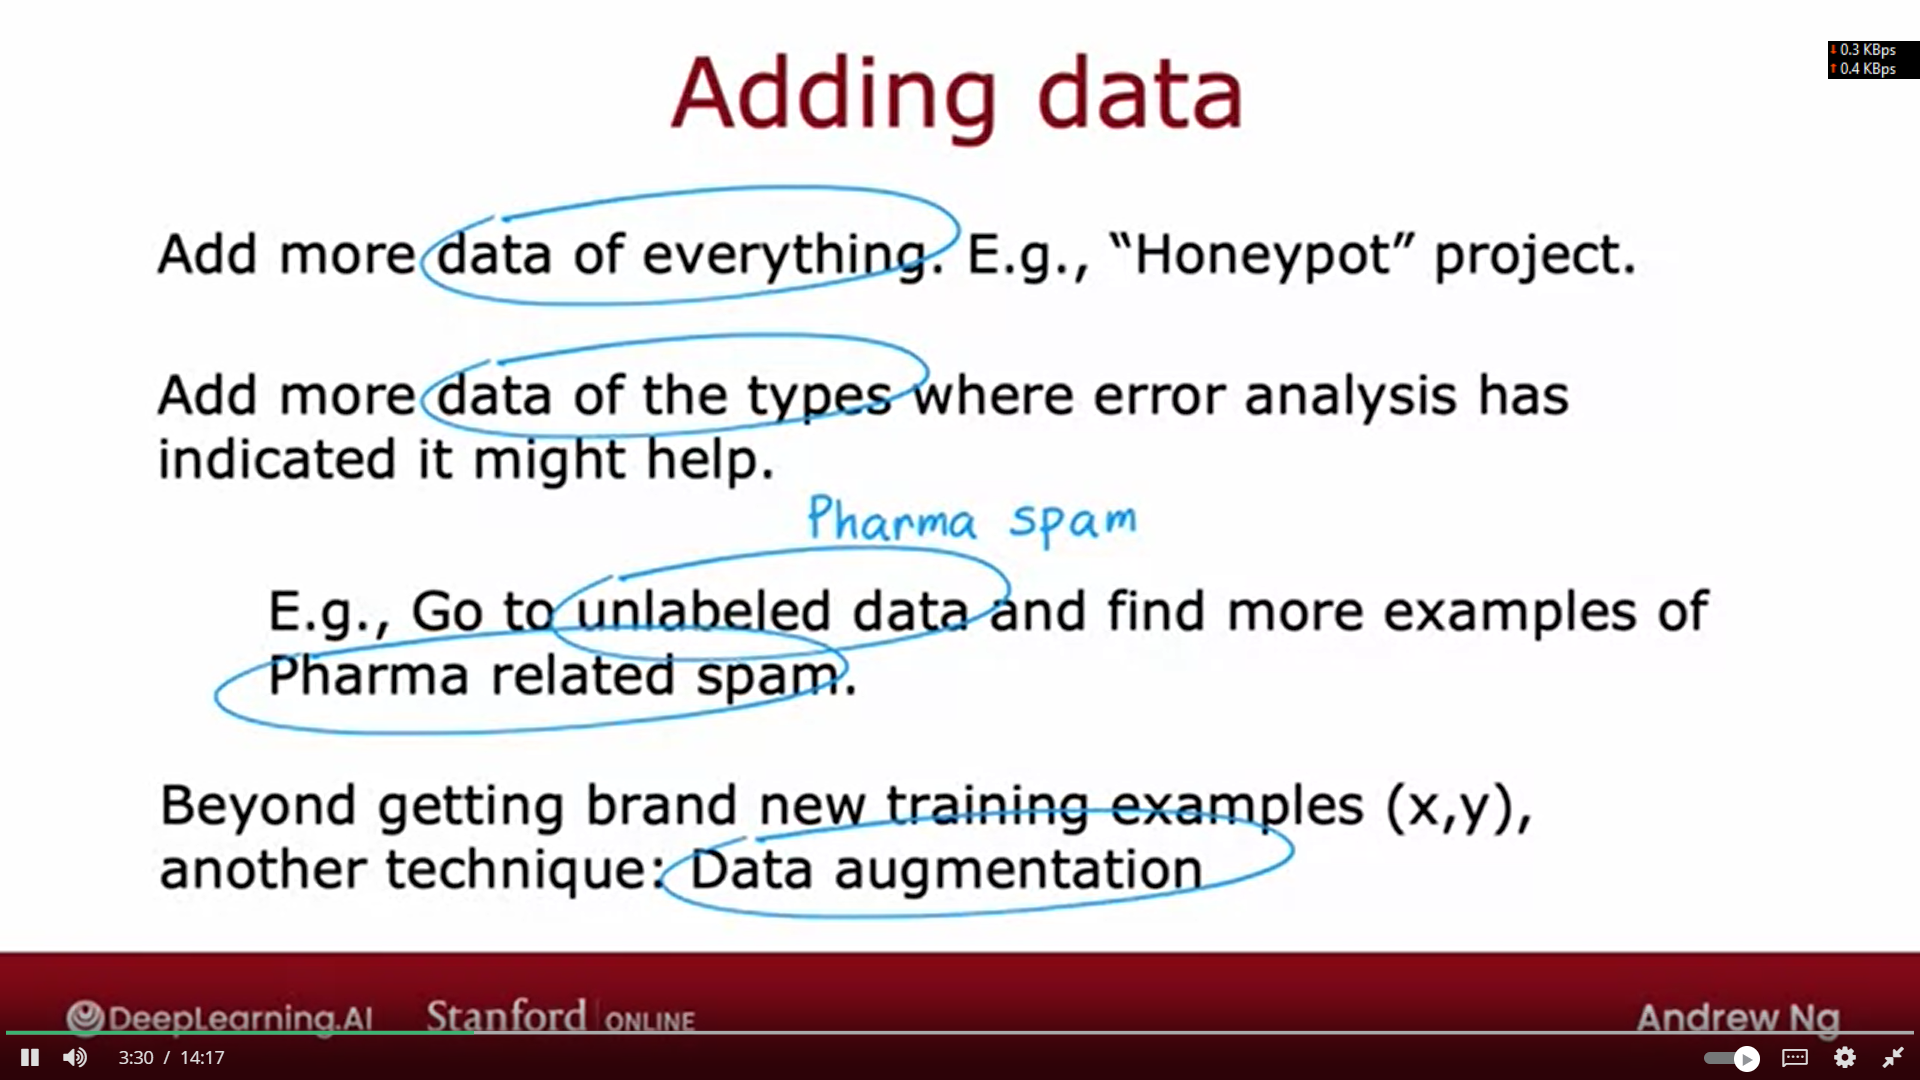 Adding data
↓ 0.3 KBps
↑ 0.4 KBps
Add more data of everything. E.g., “Honeypot” project.
Add more data of the types where error analysis has
indicated it might help.
Pharma spam
E.g., Go to unlabeled data and find more examples of
Pharma related spam.
Beyond getting brand new training examples (x,y),
another technique: Data augmentation
DeepLearning.AI Stanford | ONLINE Andrew Ng
3:30 / 14:17